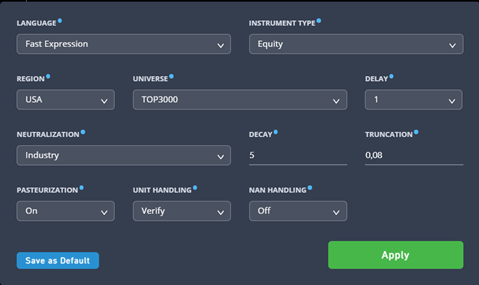 LANGUAGE INSTRUMENT TYPE
Fast Expression Equity
REGION UNIVERSE DELAY
USA TOP3000 1
NEUTRALIZATION DECAY TRUNCATION
Industry 5 0,08
PASTEURIZATION UNIT HANDLING NAN HANDLING
On Verify Off
Save as Default Apply